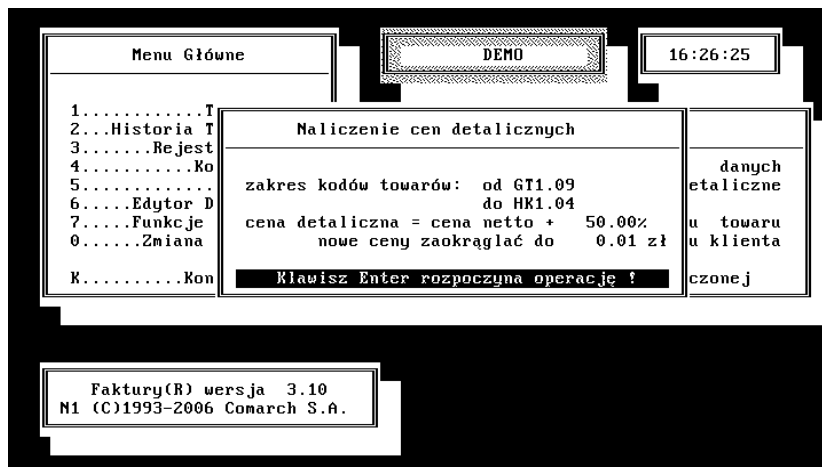 Menu Główne
DEMO
16:26:25
1............T
2...Historia T
3.......Rejest
4...........Ko
5.............
6.....Edytor D
7.....Funkcje
0......Zmiana
K..........Kon
Naliczenie cen detalicznych
zakres kodów towarów: od GT1.09
do HK1.04
cena detaliczna = cena netto + 50.00%
nowe ceny zaokrąglać do 0.01 zł
Klawisz Enter rozpoczyna operację !
danych
etaliczne
u towaru
u klienta
czonej
Faktury(R) wersja 3.10
N1 (C)1993-2006 Comarch S.A.